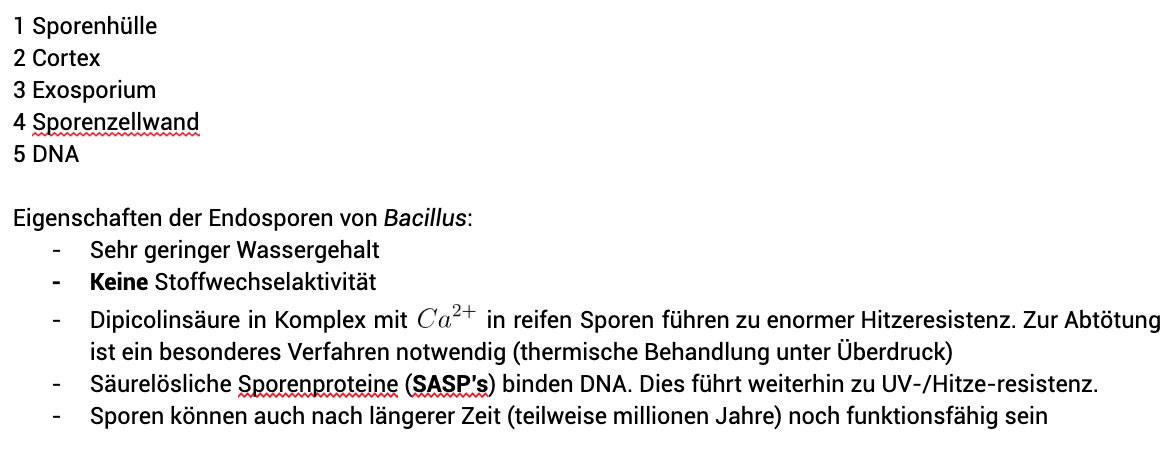 1 Sporenhülle
2 Cortex
3 Exosporium
4 Sporenzellwand
5 DNA
Eigenschaften der Endosporen von Bacillus:
- Sehr geringer Wassergehalt
- Keine Stoffwechselaktivität
- Dipicolinsäure in Komplex mit Ca²⁺ in reifen Sporen führen zu enormer Hitzeresistenz. Zur Abtötung
ist ein besonderes Verfahren notwendig (thermische Behandlung unter Überdruck)
- Säurelösliche Sporenproteine (SASP's) binden DNA. Dies führt weiterhin zu UV-/Hitze-resistenz.
- Sporen können auch nach längerer Zeit (teilweise millionen Jahre) noch funktionsfähig sein